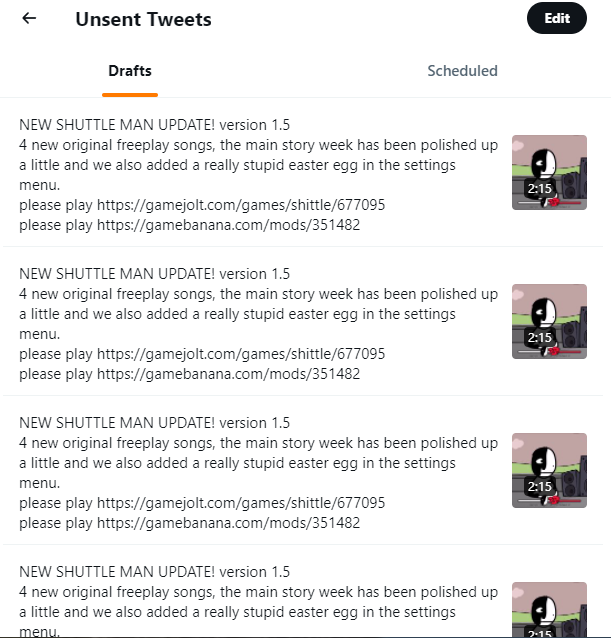 Unsent Tweets
Edit
Drafts
Scheduled
NEW SHUTTLE MAN UPDATE! version 1.5
4 new original freeplay songs, the main story week has been polished up
a little and we also added a really stupid easter egg in the settings
menu.
please play https://gamejolt.com/games/shittle/677095
please play https://gamebanana.com/mods/351482
2:15
NEW SHUTTLE MAN UPDATE! version 1.5
4 new original freeplay songs, the main story week has been polished up
a little and we also added a really stupid easter egg in the settings
menu.
please play https://gamejolt.com/games/shittle/677095
please play https://gamebanana.com/mods/351482
2:15
NEW SHUTTLE MAN UPDATE! version 1.5
4 new original freeplay songs, the main story week has been polished up
a little and we also added a really stupid easter egg in the settings
menu.
please play https://gamejolt.com/games/shittle/677095
please play https://gamebanana.com/mods/351482
2:15
NEW SHUTTLE MAN UPDATE! version 1.5
4 new original freeplay songs, the main story week has been polished up
a little and we also added a really stupid easter egg in the settings
menu.
2:15